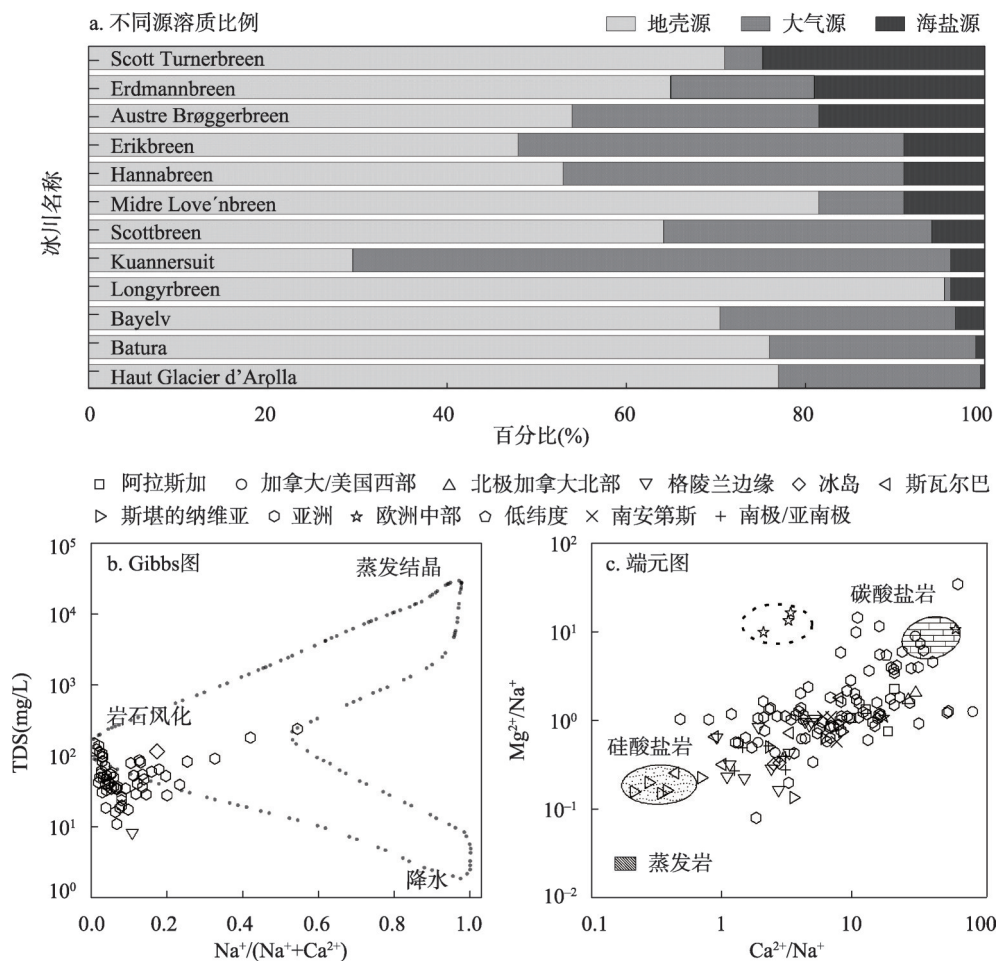 a. 不同源溶质比例
地壳源 大气源 海盐源
冰川名称
Scott Turnerbreen
Erdmannbreen
Austre Brøggerbreen
Erikbreen
Hannabreen
Midre Love´nbreen
Scottbreen
Kuannersuit
Longyrbreen
Bayelv
Batura
Haut Glacier d’Arolla
0 20 40 60 80 100
百分比(%)
阿拉斯加 加拿大/美国西部 北极加拿大北部 格陵兰边缘 冰岛 斯瓦尔巴
斯堪的纳维亚 亚洲 欧洲中部 低纬度 南安第斯 南极/亚南极
b. Gibbs图
TDS(mg/L)
10⁵
10⁴
10³
10²
10¹
10⁰
蒸发结晶
岩石风化
降水
0.0 0.2 0.4 0.6 0.8 1.0
Na⁺/(Na⁺+Ca²⁺)
c. 端元图
Mg²⁺/Na⁺
10²
10¹
10⁰
10⁻¹
10⁻²
碳酸盐岩
硅酸盐岩
蒸发岩
0.1 1 10 100
Ca²⁺/Na⁺